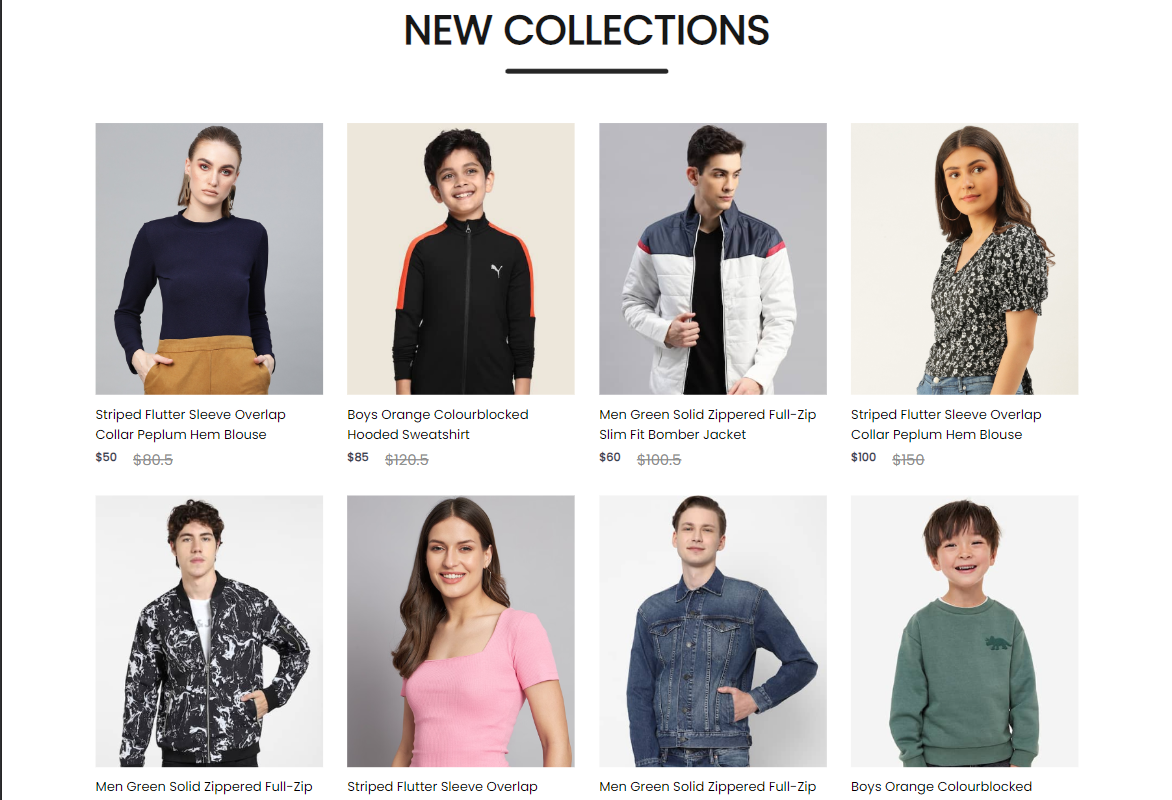 NEW COLLECTIONS
Striped Flutter Sleeve Overlap
Collar Peplum Hem Blouse
$50 $80.5
Boys Orange Colourblocked
Hooded Sweatshirt
$85 $120.5
Men Green Solid Zippered Full-Zip
Slim Fit Bomber Jacket
$60 $100.5
Striped Flutter Sleeve Overlap
Collar Peplum Hem Blouse
$100 $150
Men Green Solid Zippered Full-Zip
Striped Flutter Sleeve Overlap
Men Green Solid Zippered Full-Zip
Boys Orange Colourblocked